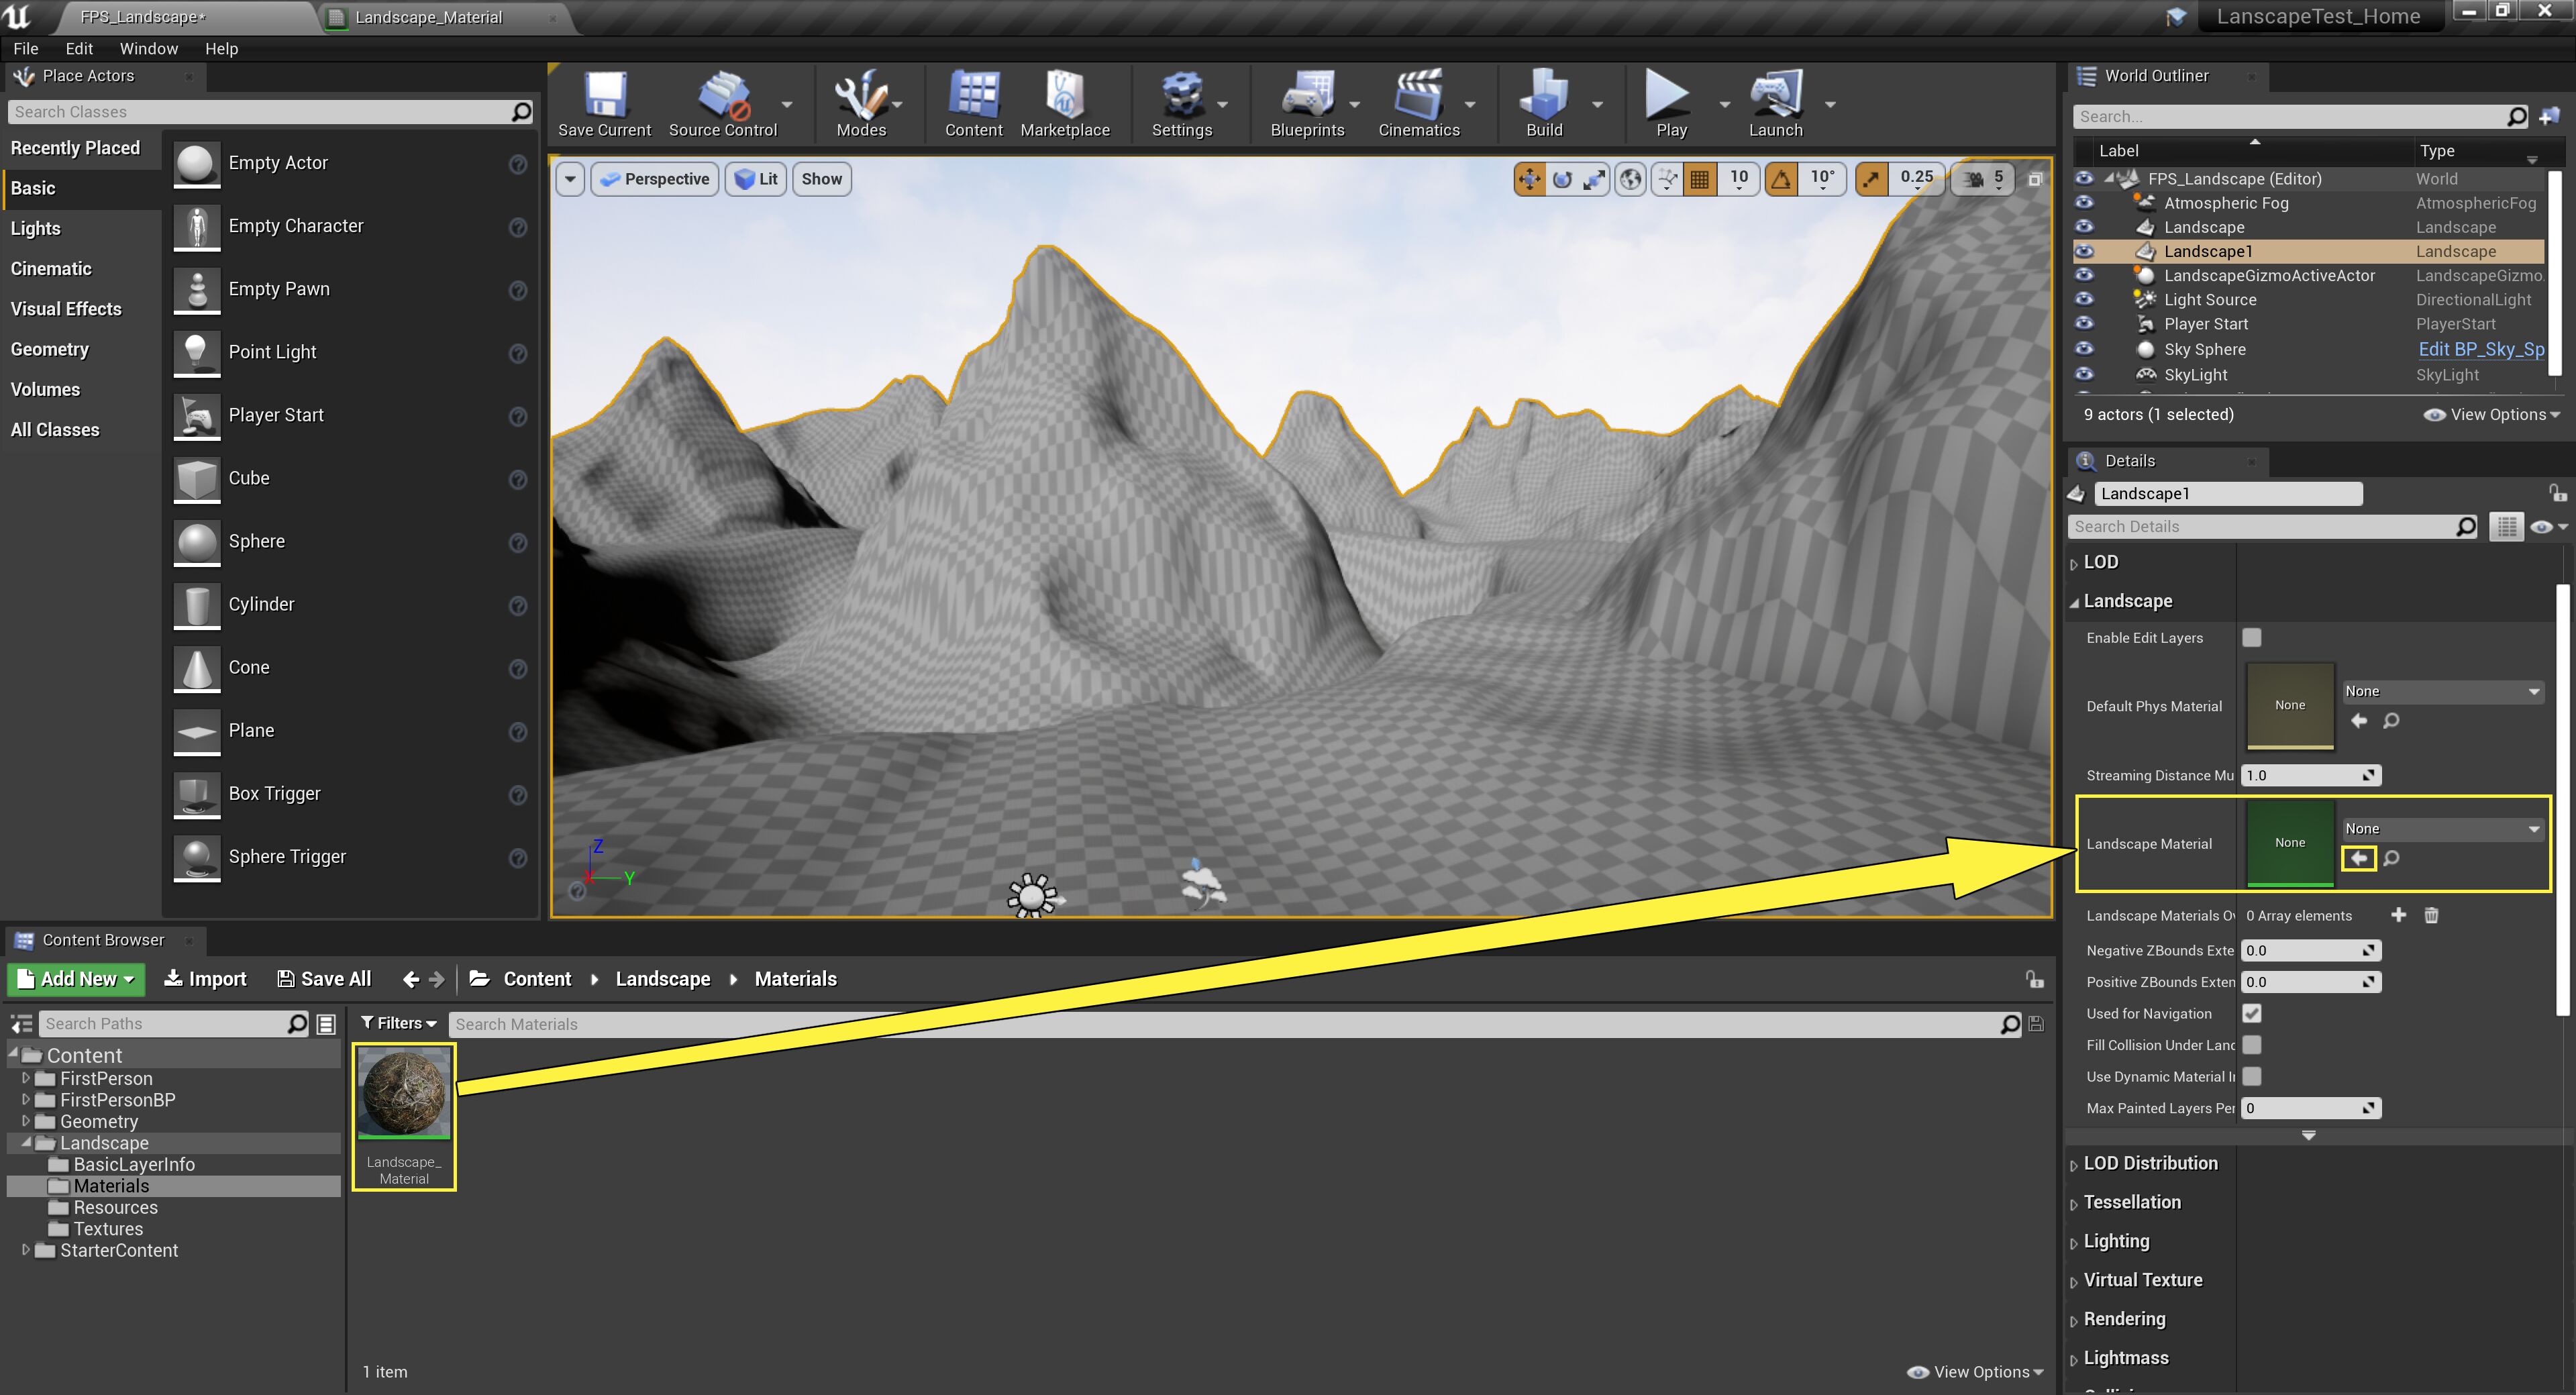 FPS_Landscape*
Landscape_Material
LanscapeTest_Home
File Edit Window Help
Place Actors
Search Classes
Recently Placed
Basic
Lights
Cinematic
Visual Effects
Geometry
Volumes
All Classes
Empty Actor
Empty Character
Empty Pawn
Point Light
Player Start
Cube
Sphere
Cylinder
Cone
Plane
Box Trigger
Sphere Trigger
Save Current
Source Control
Modes
Content
Marketplace
Settings
Blueprints
Cinematics
Build
Play
Launch
Perspective
Lit
Show
10
10°
0.25
5
Z
X
Y
World Outliner
Search...
Label Type
FPS_Landscape (Editor) World
Atmospheric Fog AtmosphericFog
Landscape Landscape
Landscape1 Landscape
LandscapeGizmoActiveActor LandscapeGizmo
Light Source DirectionalLight
Player Start PlayerStart
Sky Sphere Edit BP_Sky_Sp
SkyLight SkyLight
9 actors (1 selected) View Options
Details
Landscape1
Search Details
LOD
Landscape
Enable Edit Layers
Default Phys Material None None
Streaming Distance Mu 1.0
Landscape Material None None
Landscape Materials Ov 0 Array elements
Negative ZBounds Exte 0.0
Positive ZBounds Exten 0.0
Used for Navigation
Fill Collision Under Land
Use Dynamic Material I
Max Painted Layers Per 0
LOD Distribution
Tessellation
Lighting
Virtual Texture
Rendering
Lightmass
Content Browser
Add New Import Save All Content Landscape Materials
Search Paths
Filters Search Materials
Content
FirstPerson
FirstPersonBP
Geometry
Landscape
BasicLayerInfo
Materials
Resources
Textures
StarterContent
Landscape_
Material
1 item
View Options